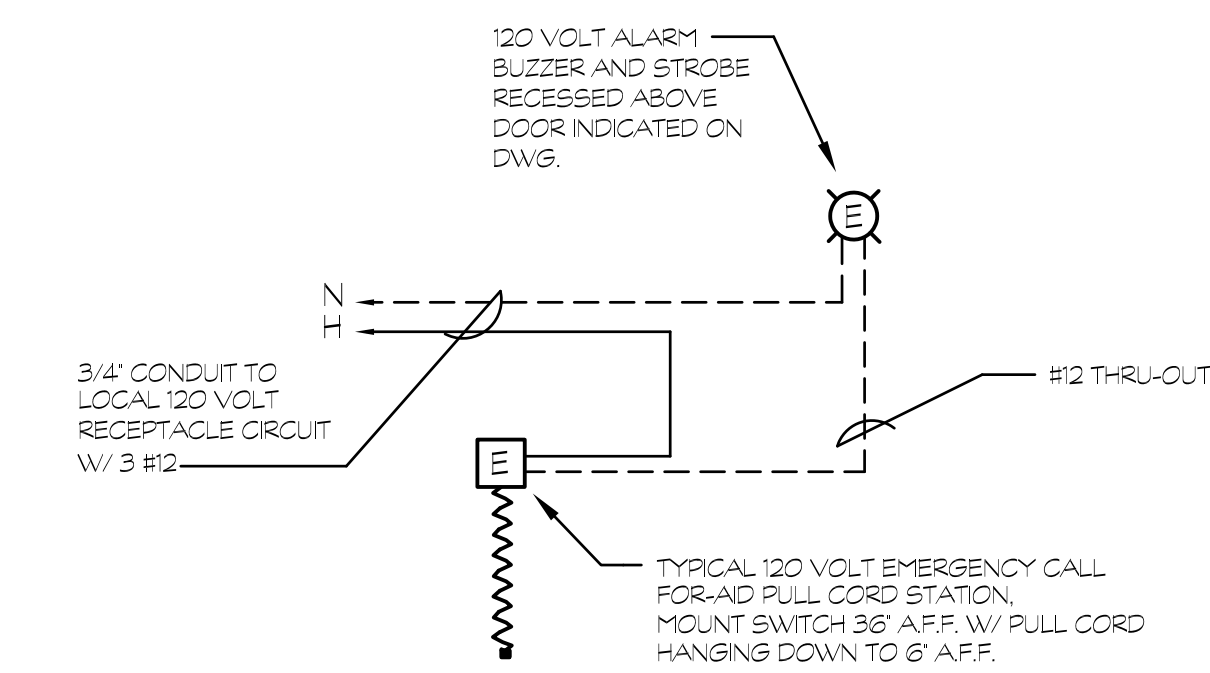 120 VOLT ALARM
BUZZER AND STROBE
RECESSED ABOVE
DOOR INDICATED ON
DWG.
E
N
H
3/4" CONDUIT TO
LOCAL 120 VOLT
RECEPTACLE CIRCUIT
W/ 3 #12
#12 THRU-OUT
E
TYPICAL 120 VOLT EMERGENCY CALL
FOR-AID PULL CORD STATION,
MOUNT SWITCH 36" A.F.F. W/ PULL CORD
HANGING DOWN TO 6" A.F.F.